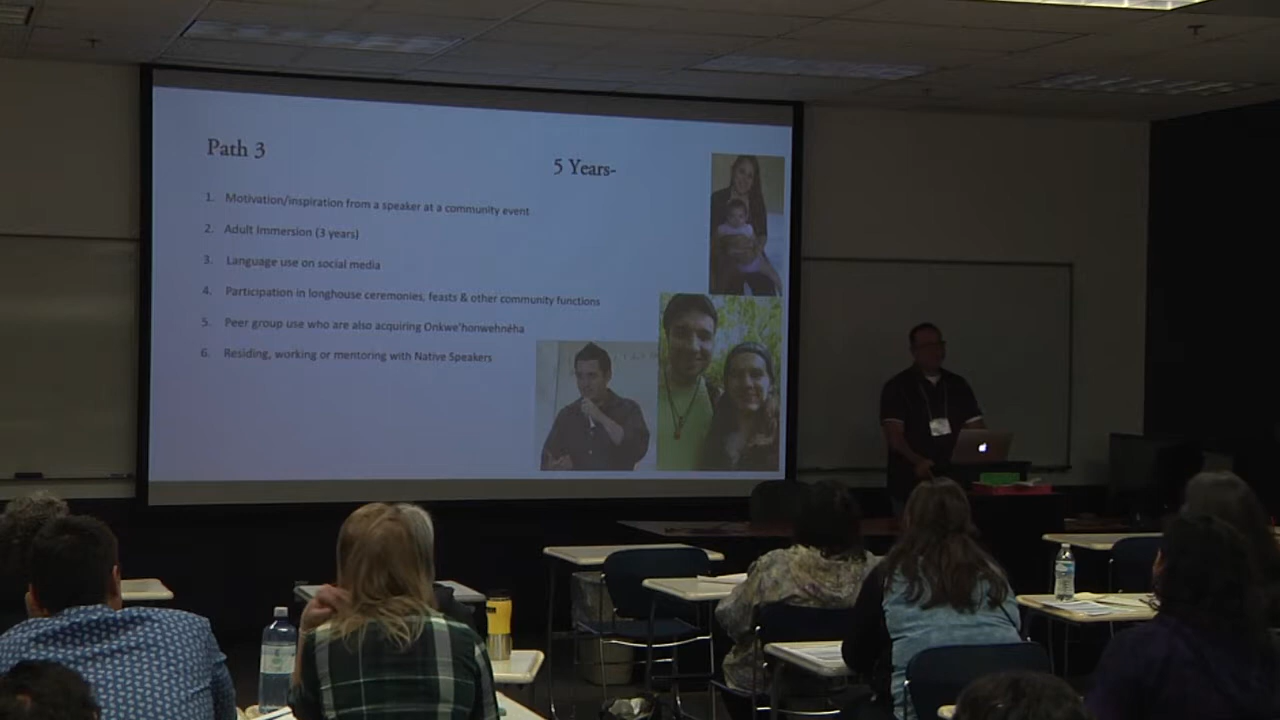 Path 3
5 Years-
1. Motivation/inspiration from a speaker at a community event
2. Adult Immersion (3 years)
3. Language use on social media
4. Participation in longhouse ceremonies, feasts & other community functions
5. Peer group use who are also acquiring Onkwe'honwehnéha
6. Residing, working or mentoring with Native Speakers